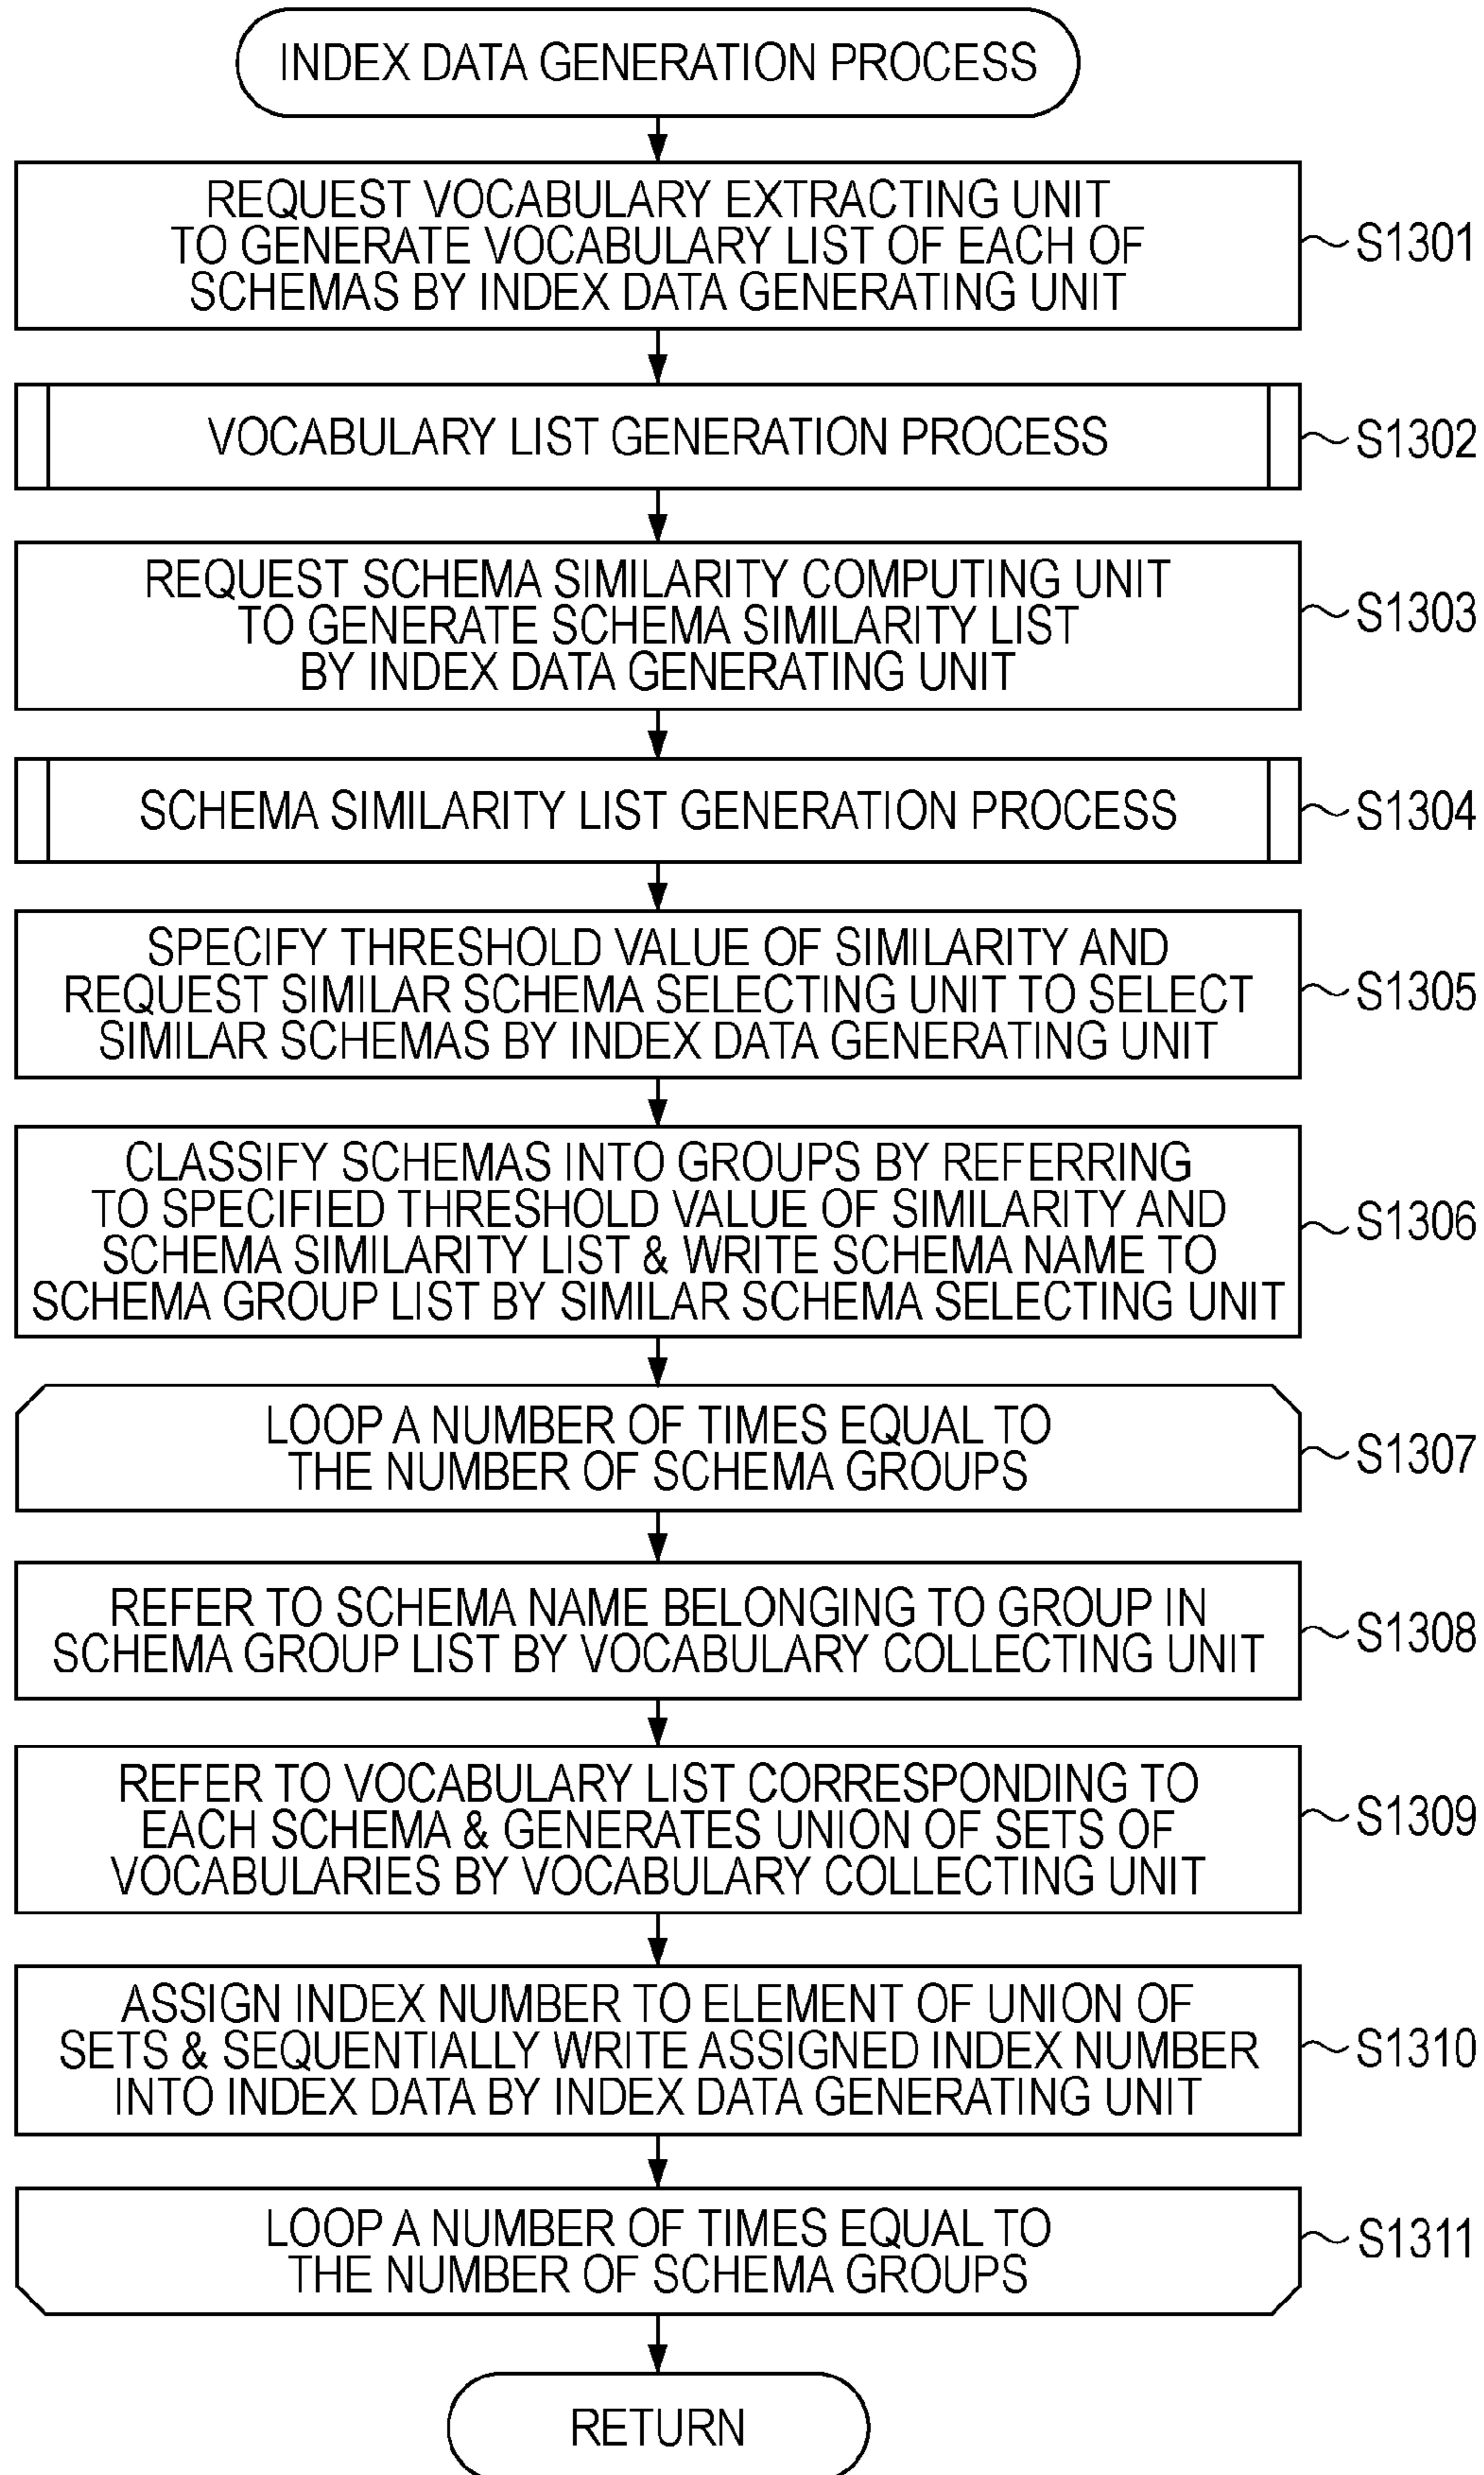 INDEX DATA GENERATION PROCESS
REQUEST VOCABULARY EXTRACTING UNIT
TO GENERATE VOCABULARY LIST OF EACH OF
SCHEMAS BY INDEX DATA GENERATING UNIT
S1301
VOCABULARY LIST GENERATION PROCESS
S1302
REQUEST SCHEMA SIMILARITY COMPUTING UNIT
TO GENERATE SCHEMA SIMILARITY LIST
BY INDEX DATA GENERATING UNIT
S1303
SCHEMA SIMILARITY LIST GENERATION PROCESS
S1304
SPECIFY THRESHOLD VALUE OF SIMILARITY AND
REQUEST SIMILAR SCHEMA SELECTING UNIT TO SELECT
SIMILAR SCHEMAS BY INDEX DATA GENERATING UNIT
S1305
CLASSIFY SCHEMAS INTO GROUPS BY REFERRING
TO SPECIFIED THRESHOLD VALUE OF SIMILARITY AND
SCHEMA SIMILARITY LIST & WRITE SCHEMA NAME TO
SCHEMA GROUP LIST BY SIMILAR SCHEMA SELECTING UNIT
S1306
LOOP A NUMBER OF TIMES EQUAL TO
THE NUMBER OF SCHEMA GROUPS
S1307
REFER TO SCHEMA NAME BELONGING TO GROUP IN
SCHEMA GROUP LIST BY VOCABULARY COLLECTING UNIT
S1308
REFER TO VOCABULARY LIST CORRESPONDING TO
EACH SCHEMA & GENERATES UNION OF SETS OF
VOCABULARIES BY VOCABULARY COLLECTING UNIT
S1309
ASSIGN INDEX NUMBER TO ELEMENT OF UNION OF
SETS & SEQUENTIALLY WRITE ASSIGNED INDEX NUMBER
INTO INDEX DATA BY INDEX DATA GENERATING UNIT
S1310
LOOP A NUMBER OF TIMES EQUAL TO
THE NUMBER OF SCHEMA GROUPS
S1311
RETURN